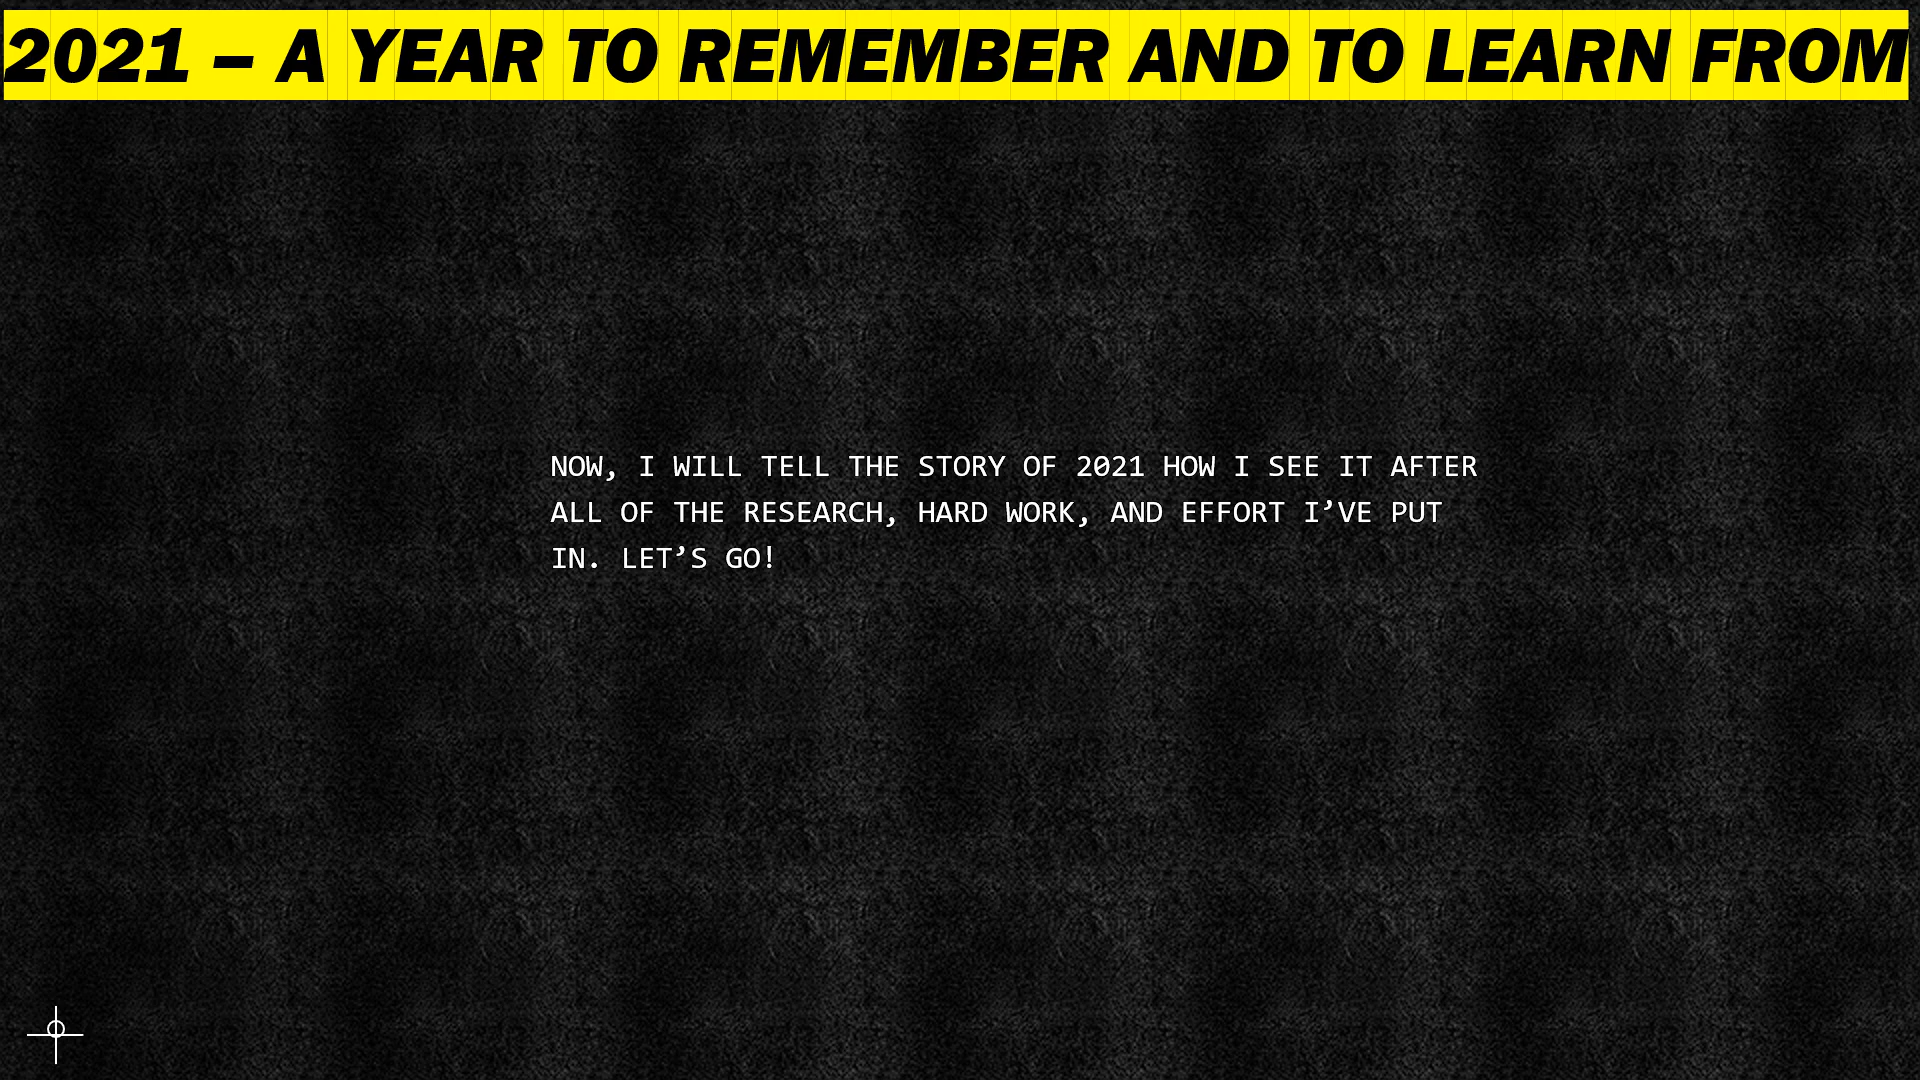 2021 – A YEAR TO REMEMBER AND TO LEARN FROM
NOW, I WILL TELL THE STORY OF 2021 HOW I SEE IT AFTER
ALL OF THE RESEARCH, HARD WORK, AND EFFORT I’VE PUT
IN. LET’S GO!